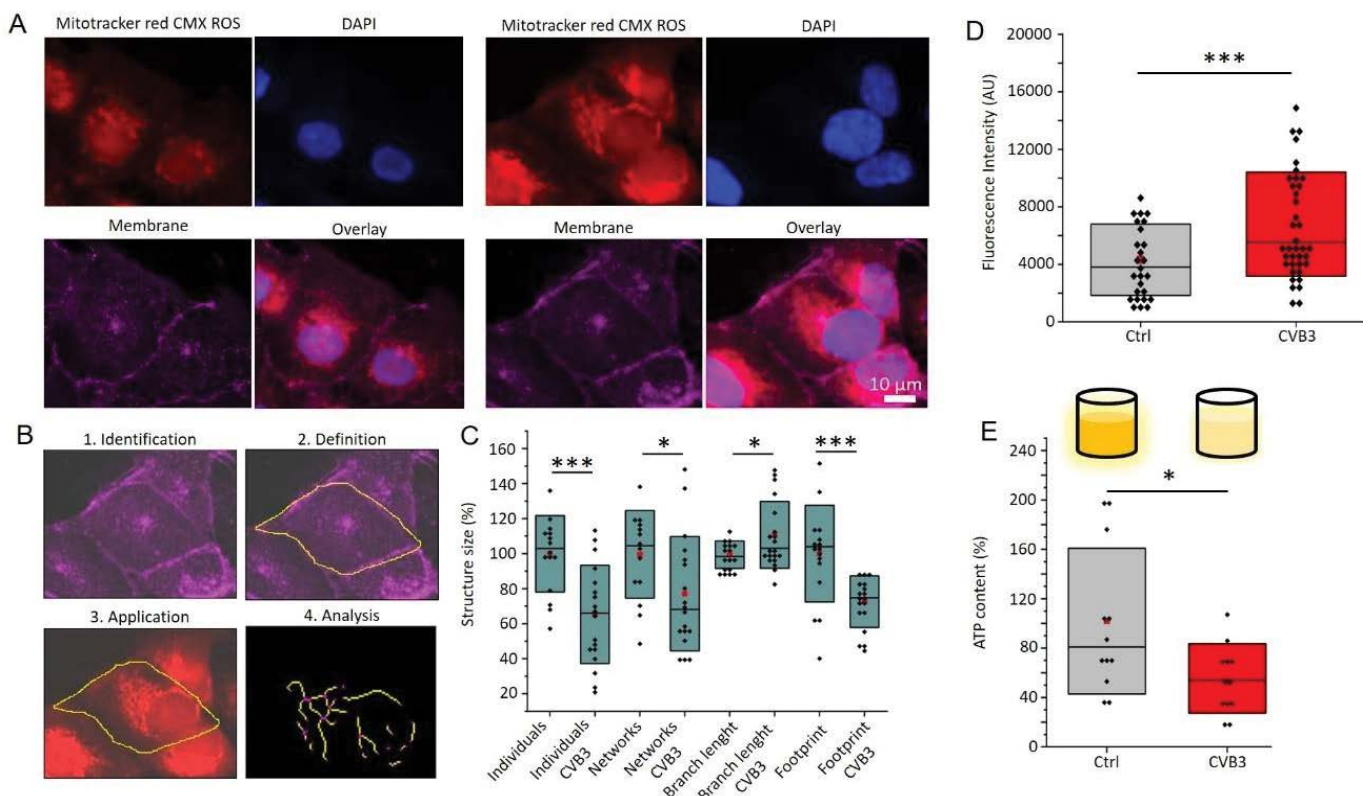 A
Mitotracker red CMX ROS
DAPI
Mitotracker red CMX ROS
DAPI
Membrane
Overlay
Membrane
Overlay
10 µm
B
1. Identification
2. Definition
3. Application
4. Analysis
C
Structure size (%)
160
140
120
100
80
60
40
20
***
*
*
***
Individuals
Individuals
CVB3
Networks
Networks
CVB3
Branch lenght
Branch lenght
CVB3
Footprint
Footprint
CVB3
D
Fluorescence Intensity (AU)
20000
16000
12000
8000
4000
0
***
Ctrl
CVB3
E
ATP content (%)
240
200
160
120
80
40
0
*
Ctrl
CVB3